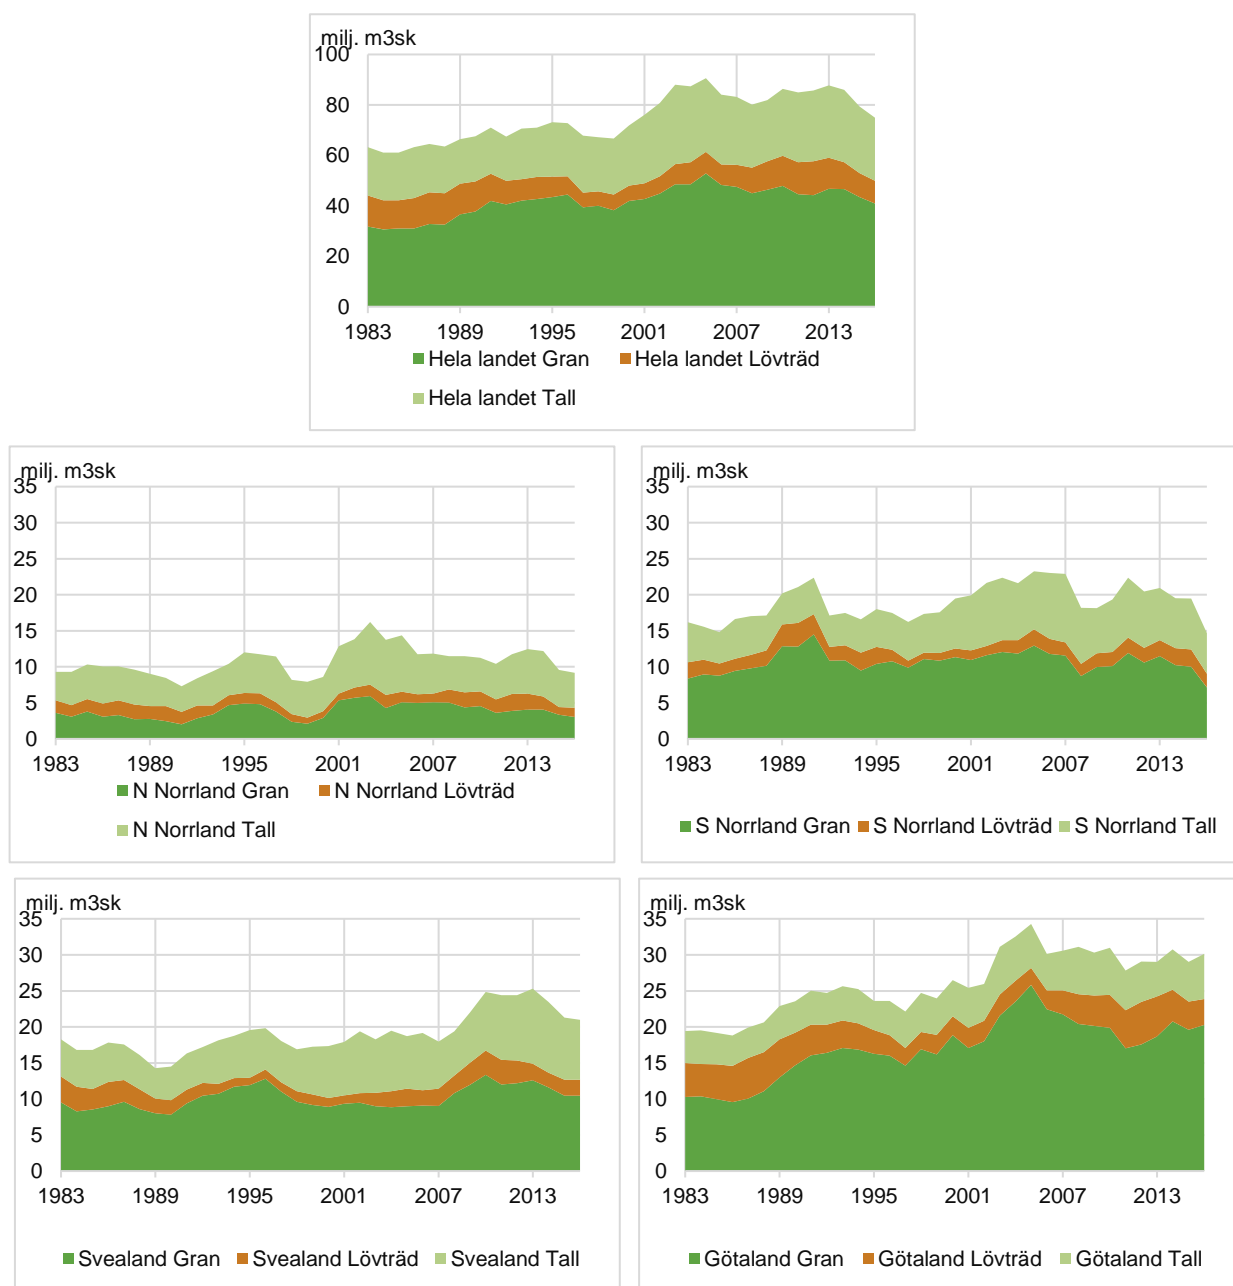 milj. m3sk
100
80
60
40
20
0
1983 1989 1995 2001 2007 2013
Hela landet Gran Hela landet Lövträd
Hela landet Tall
milj. m3sk
35
30
25
20
15
10
5
0
1983 1989 1995 2001 2007 2013
N Norrland Gran N Norrland Lövträd
N Norrland Tall
milj. m3sk
35
30
25
20
15
10
5
0
1983 1989 1995 2001 2007 2013
S Norrland Gran S Norrland Lövträd S Norrland Tall
milj. m3sk
35
30
25
20
15
10
5
0
1983 1989 1995 2001 2007 2013
Svealand Gran Svealand Lövträd Svealand Tall
milj. m3sk
35
30
25
20
15
10
5
0
1983 1989 1995 2001 2007 2013
Götaland Gran Götaland Lövträd Götaland Tall